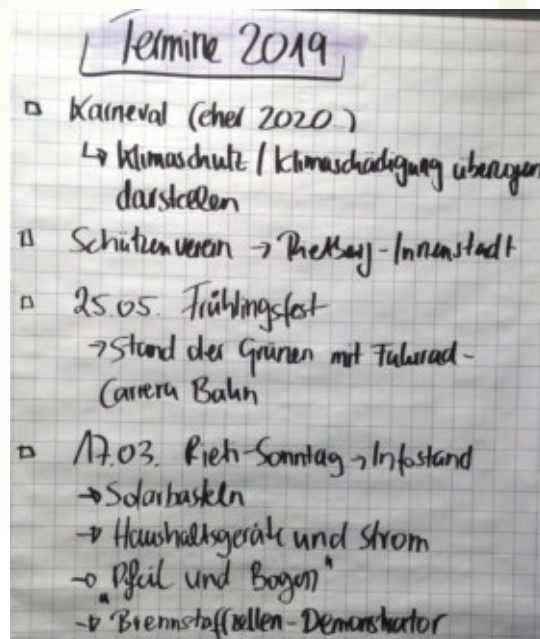 Termine 2019
Karneval (eher 2020)
↳ Klimaschutz / Klimaschädigung überzogen
darstellen
Schützenverein → Rietberg-Innenstadt
25.05. Frühlingsfest
→ Stand der Grünen mit Fahrrad-
Carrera Bahn
17.03. Rieti-Sonntag → Infostand
→ Solarbasteln
→ Haushaltsgeräte und Strom
→ "Pfeil und Bogen"
→ Brennstoffzellen-Demonstrator